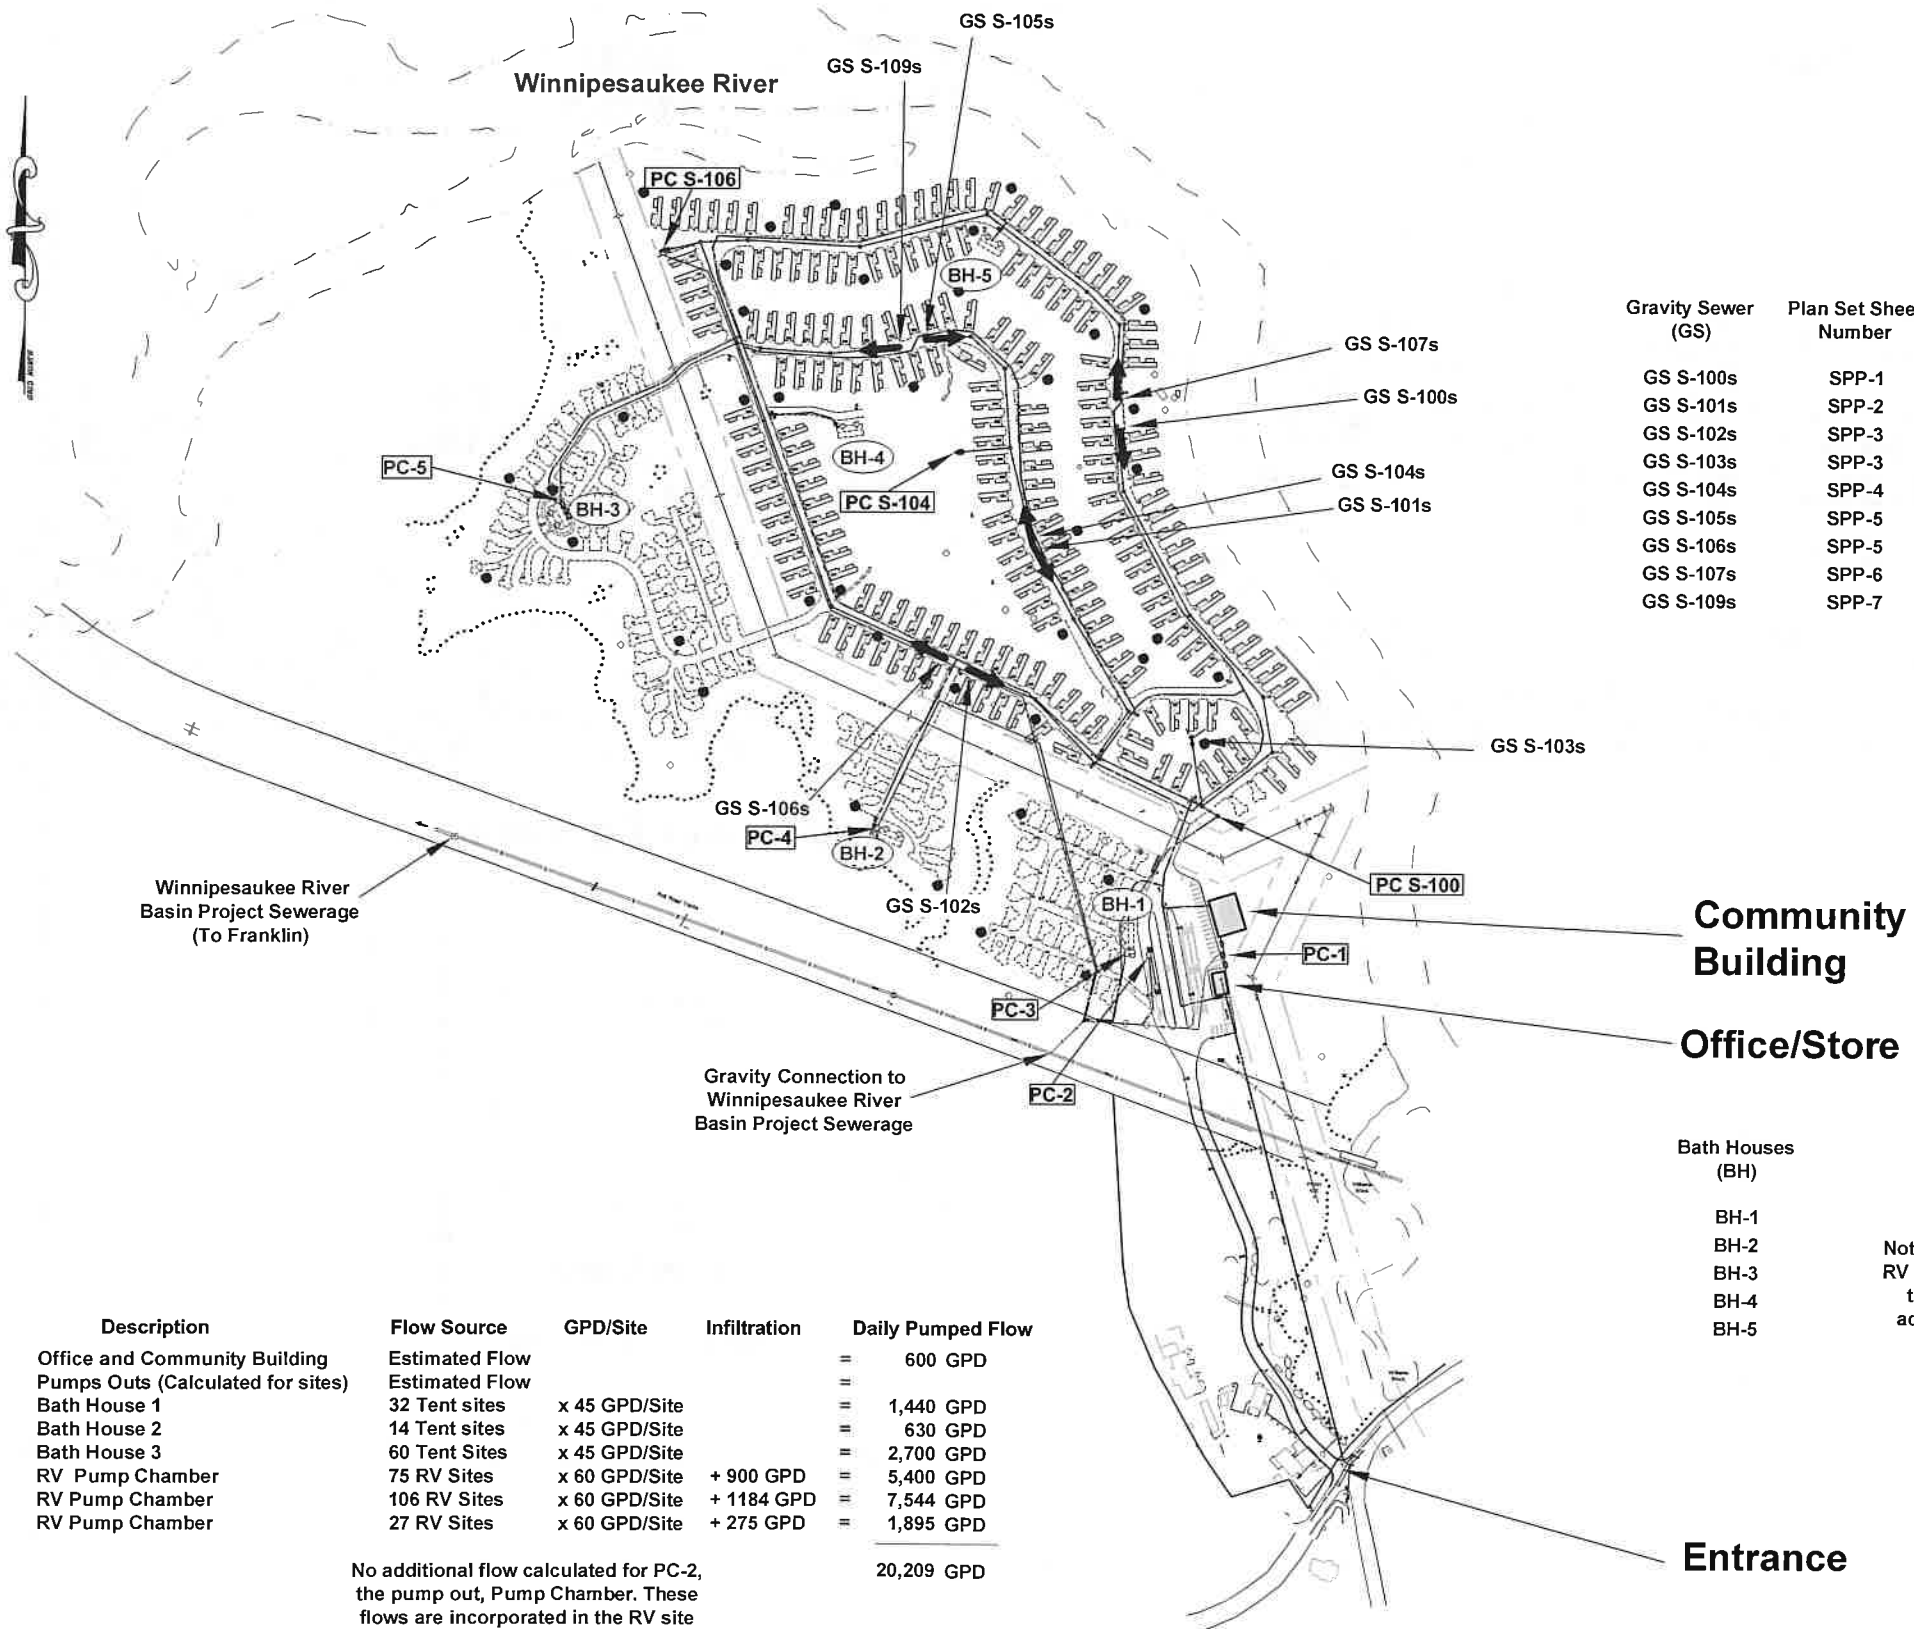 GS S-105s
GS S-109s
Winnipesaukee River
PC S-106
BH-5
Gravity Sewer
(GS)
Plan Set Shee
Number
GS S-100s SPP-1
GS S-101s SPP-2
GS S-102s SPP-3
GS S-103s SPP-3
GS S-104s SPP-4
GS S-105s SPP-5
GS S-106s SPP-5
GS S-107s SPP-6
GS S-109s SPP-7
GS S-107s
GS S-100s
BH-4
PC-5
GS S-104s
PC S-104
BH-3
GS S-101s
GS S-103s
GS S-106s
PC-4
BH-2
PC S-100
Winnipesaukee River
Basin Project Sewerage
(To Franklin)
GS S-102s
BH-1
Community
Building
PC-1
PC-3
Office/Store
Gravity Connection to
Winnipesaukee River
Basin Project Sewerage
PC-2
Bath Houses
(BH)
BH-1
BH-2
BH-3
BH-4
BH-5
Not
RV
t
ac
Description Flow Source GPD/Site Infiltration Daily Pumped Flow
Office and Community Building Estimated Flow = 600 GPD
Pumps Outs (Calculated for sites) Estimated Flow =
Bath House 1 32 Tent sites x 45 GPD/Site = 1,440 GPD
Bath House 2 14 Tent sites x 45 GPD/Site = 630 GPD
Bath House 3 60 Tent Sites x 45 GPD/Site = 2,700 GPD
RV Pump Chamber 75 RV Sites x 60 GPD/Site + 900 GPD = 5,400 GPD
RV Pump Chamber 106 RV Sites x 60 GPD/Site + 1184 GPD = 7,544 GPD
RV Pump Chamber 27 RV Sites x 60 GPD/Site + 275 GPD = 1,895 GPD
20,209 GPD
No additional flow calculated for PC-2,
the pump out, Pump Chamber. These
flows are incorporated in the RV site
Entrance